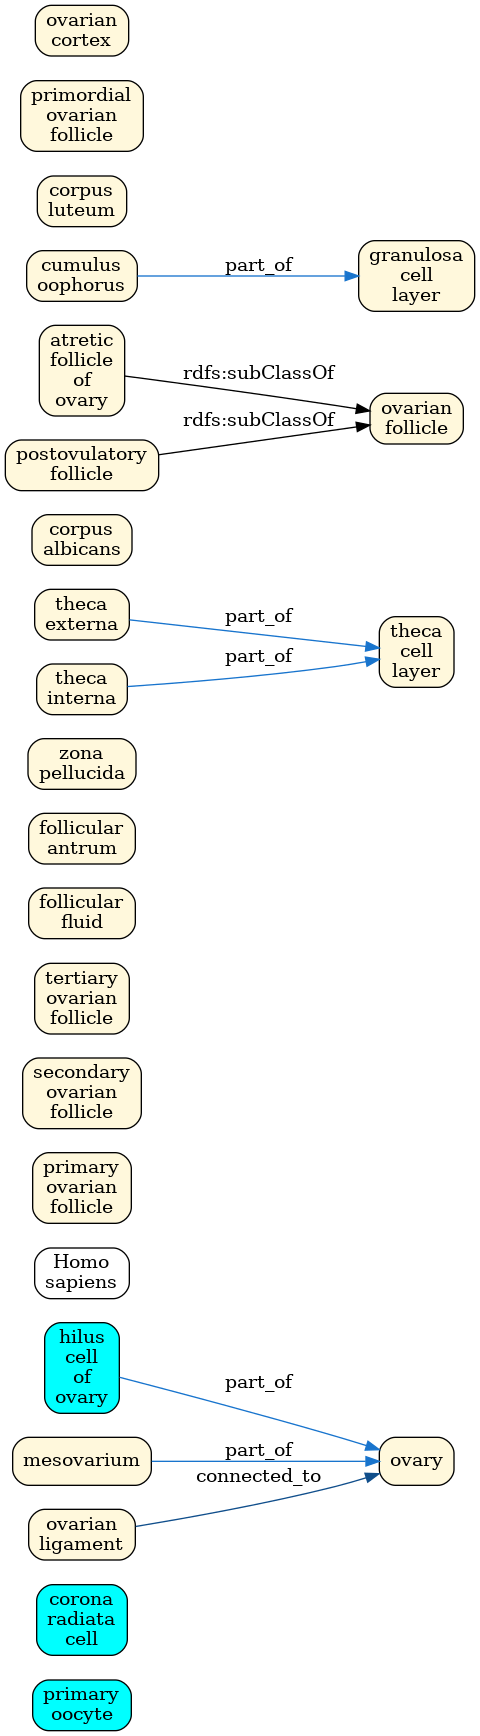 ovarian
cortex
primordial
ovarian
follicle
corpus
luteum
cumulus
oophorus
part_of
granulosa
cell
layer
atretic
follicle
of
ovary
rdfs:subClassOf
postovulatory
follicle
rdfs:subClassOf
ovarian
follicle
corpus
albicans
theca
externa
part_of
theca
interna
part_of
theca
cell
layer
zona
pellucida
follicular
antrum
follicular
fluid
tertiary
ovarian
follicle
secondary
ovarian
follicle
primary
ovarian
follicle
Homo
sapiens
hilus
cell
of
ovary
part_of
mesovarium
part_of
ovary
ovarian
ligament
connected_to
corona
radiata
cell
primary
oocyte